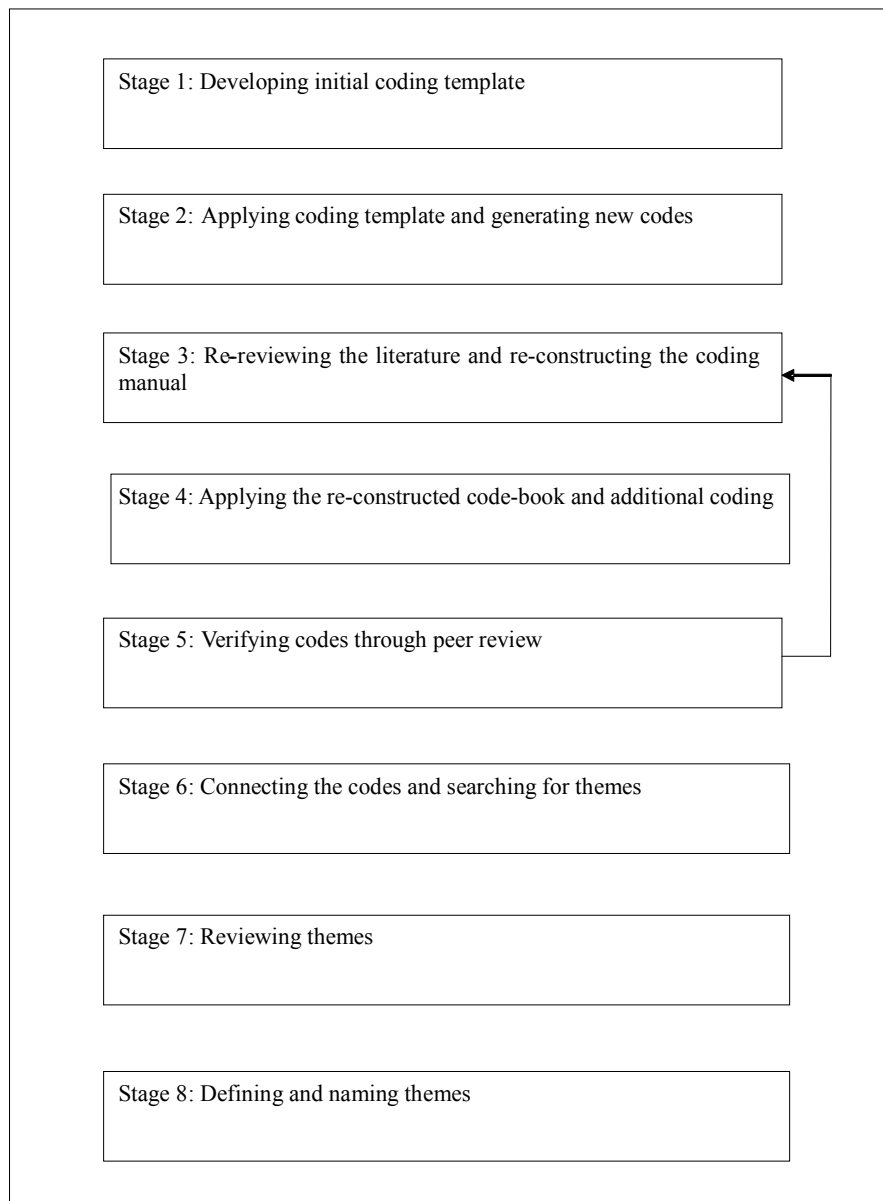 Stage 1: Developing initial coding template
Stage 2: Applying coding template and generating new codes
Stage 3: Re-reviewing the literature and re-constructing the coding
manual
Stage 4: Applying the re-constructed code-book and additional coding
Stage 5: Verifying codes through peer review
Stage 6: Connecting the codes and searching for themes
Stage 7: Reviewing themes
Stage 8: Defining and naming themes